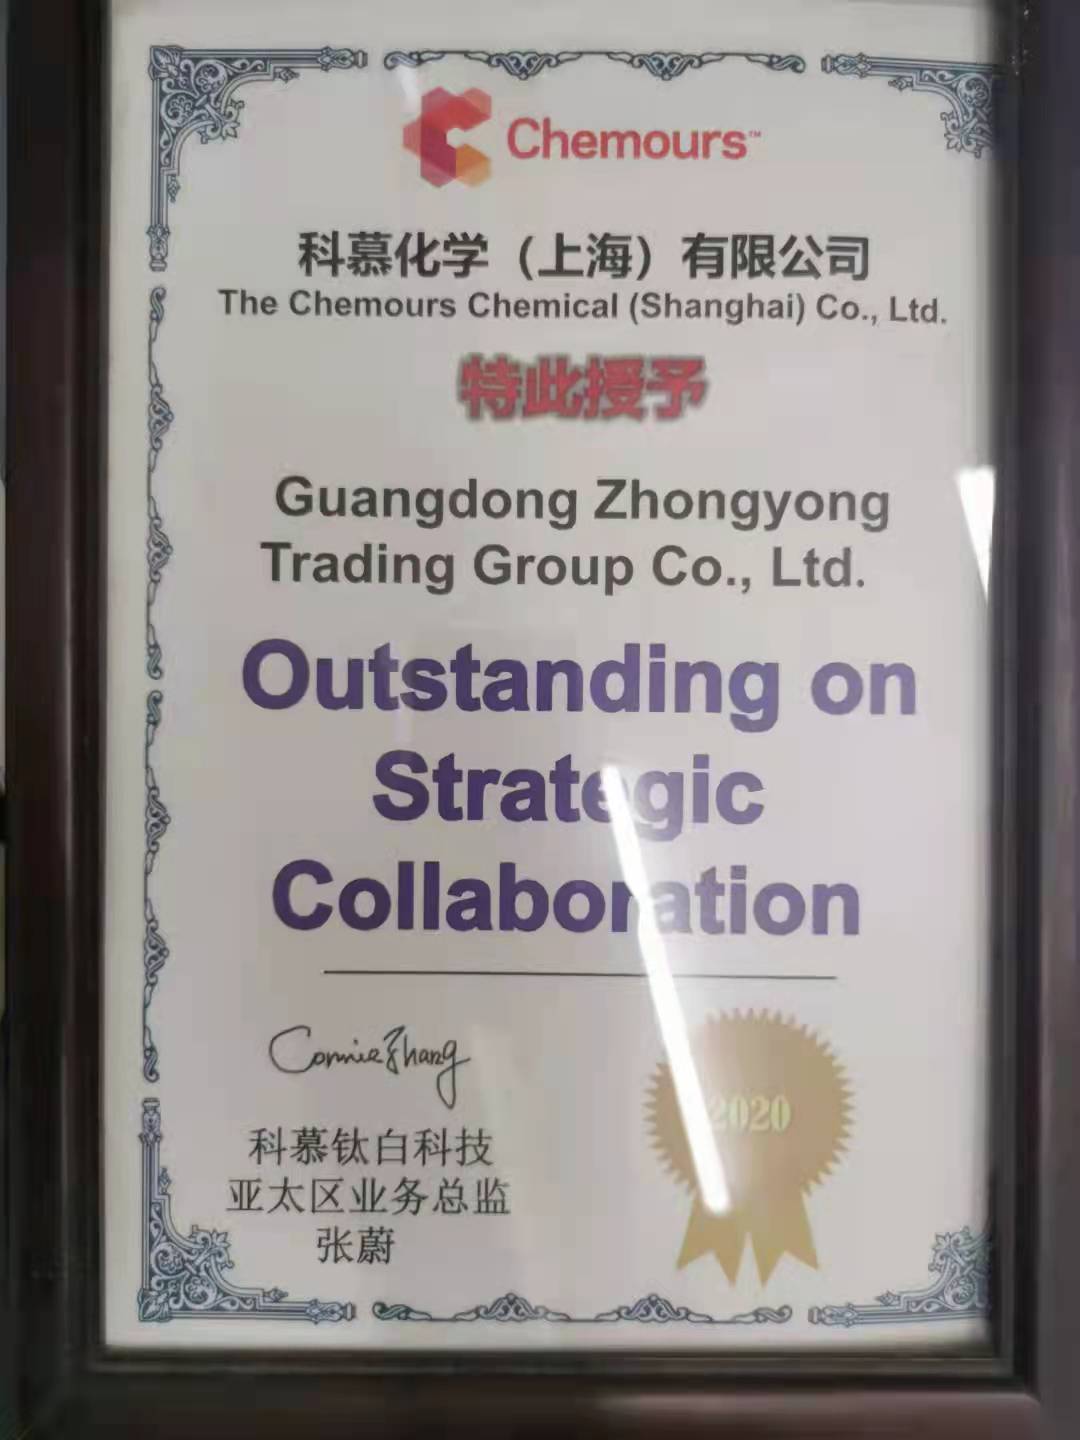 Chemours™
科慕化学（上海）有限公司
The Chemours Chemical (Shanghai) Co., Ltd.
特此授予
Guangdong Zhongyong
Trading Group Co., Ltd.
Outstanding on
Strategic
Collaboration
Connie Zhang
2020
科慕钛白科技
亚太区业务总监
张蔚